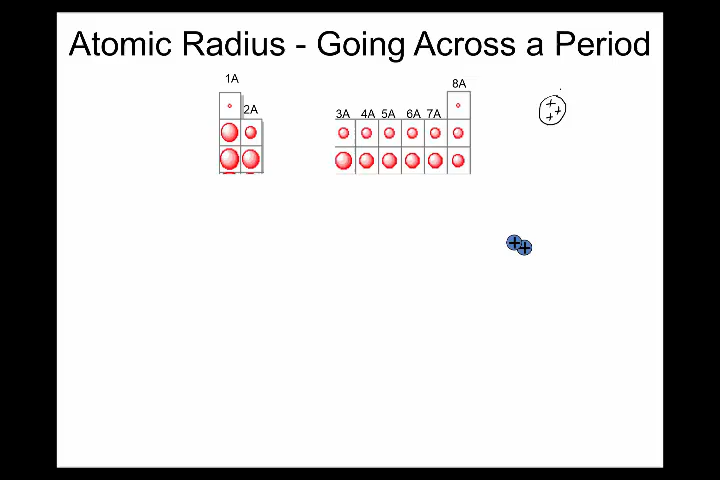 Atomic Radius - Going Across a Period
1A
8A
2A
3A 4A 5A 6A 7A
+
+
+
+ +